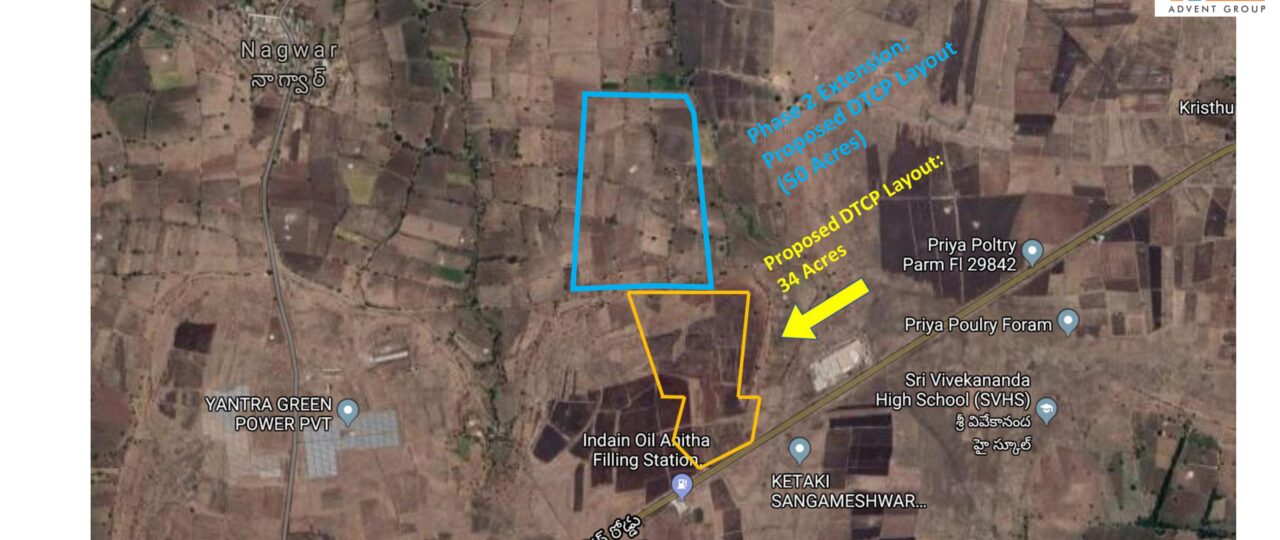 ADVENT GROUP
Nagwar
నాగ్వార్
Phase 2 Extension:
Proposed DTCP Layout
(50 Acres)
Kristhu
Proposed DTCP Layout:
34 Acres
Priya Poltry
Parm Fl 29842
Priya Poulry Foram
Sri Vivekananda
High School (SVHS)
శ్రీ వివేకానంద
హై స్కూల్
YANTRA GREEN
POWER PVT
Indain Oil Anitha
Filling Station
KETAKI
SANGAMESHWAR...
రోడ్డు